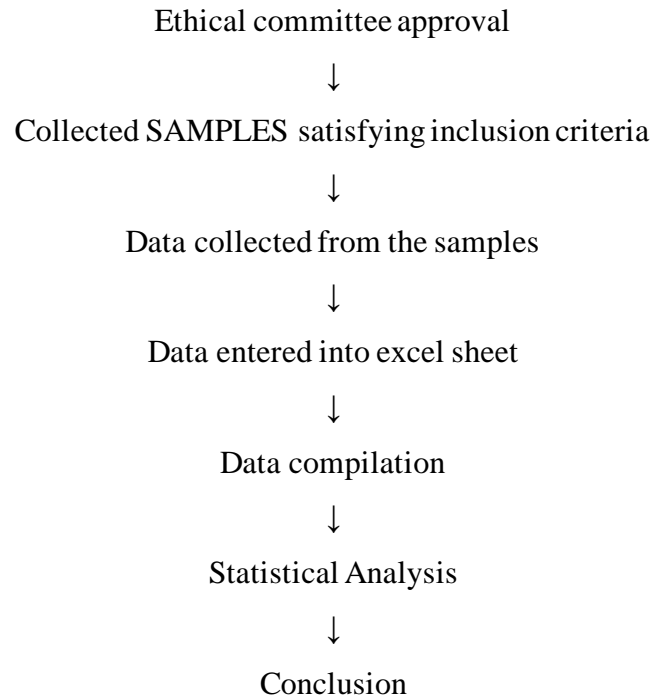 Ethical committee approval
↓
Collected SAMPLES satisfying inclusion criteria
↓
Data collected from the samples
↓
Data entered into excel sheet
↓
Data compilation
↓
Statistical Analysis
↓
Conclusion